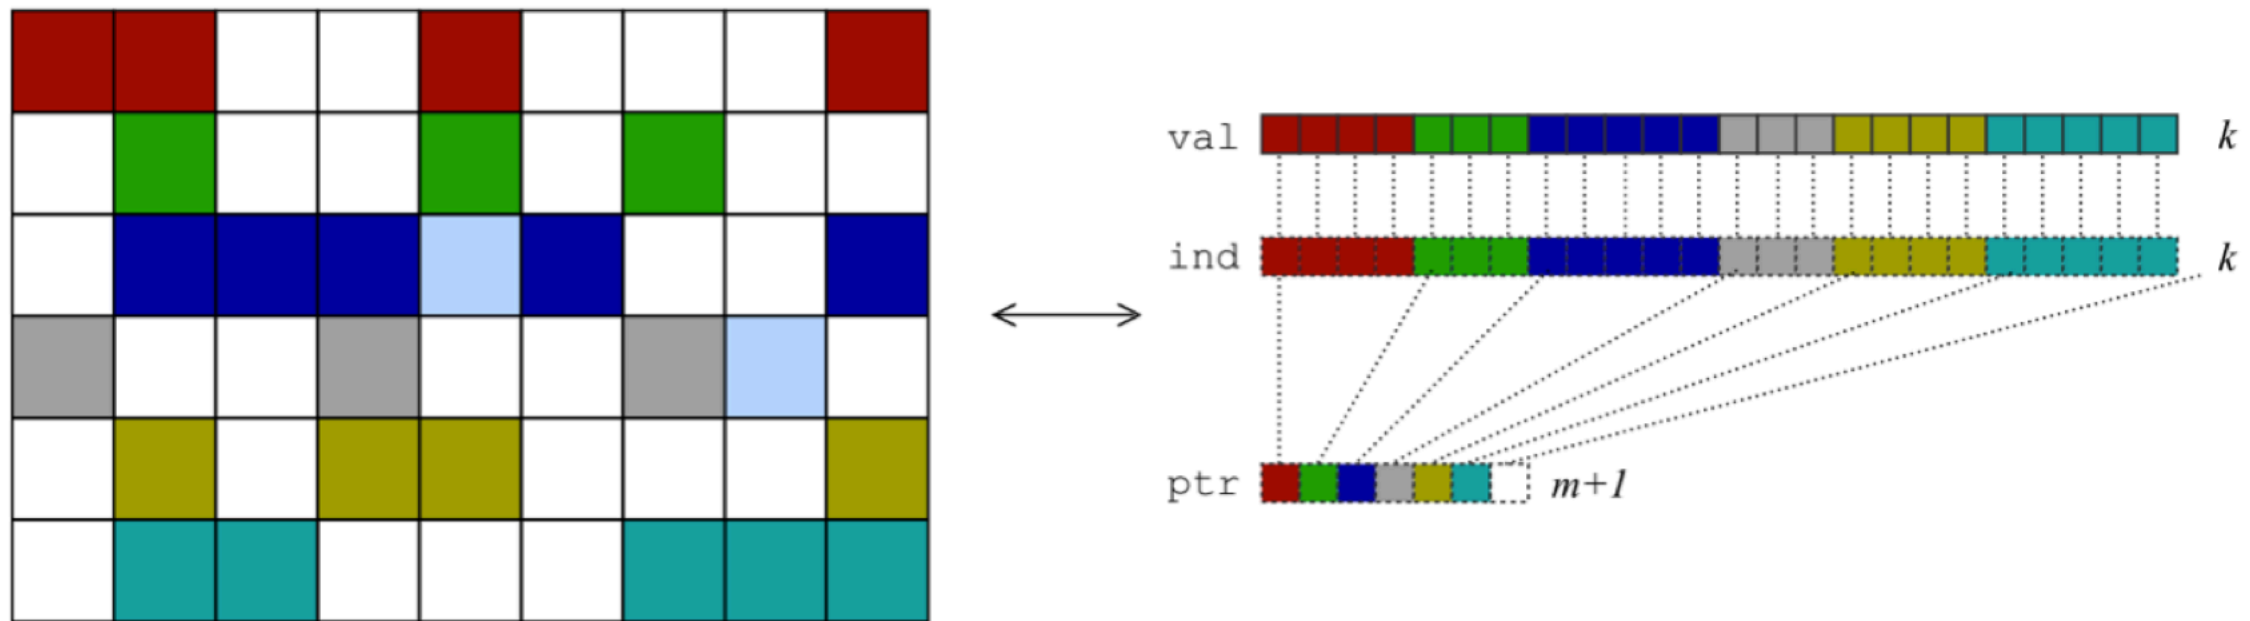 val k
ind k
ptr m+1